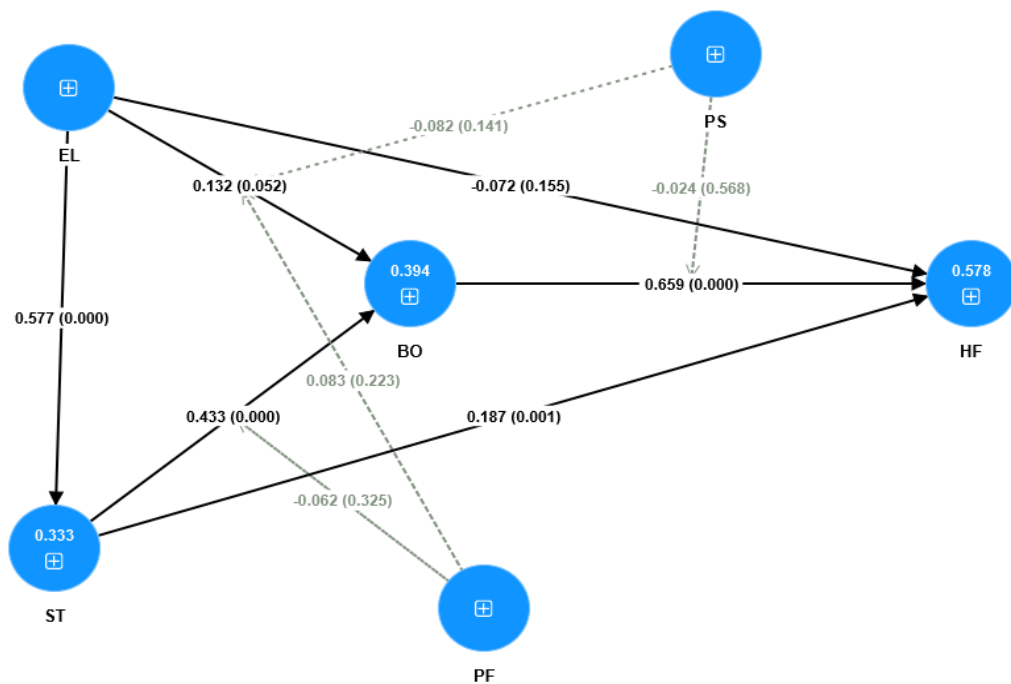 EL
PS
-0.082 (0.141)
0.132 (0.052)
-0.072 (0.155)
-0.024 (0.568)
0.394
BO
0.659 (0.000)
0.578
HF
0.577 (0.000)
0.083 (0.223)
0.433 (0.000)
0.187 (0.001)
-0.062 (0.325)
0.333
ST
PF